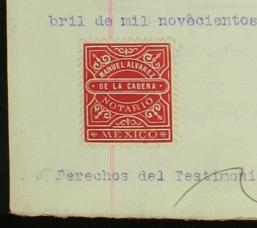 bril de mil novecientos
MANUEL ALVAREZ
DE LA CADENA
NOTARIO
MEXICO
Derechos del Testimoni